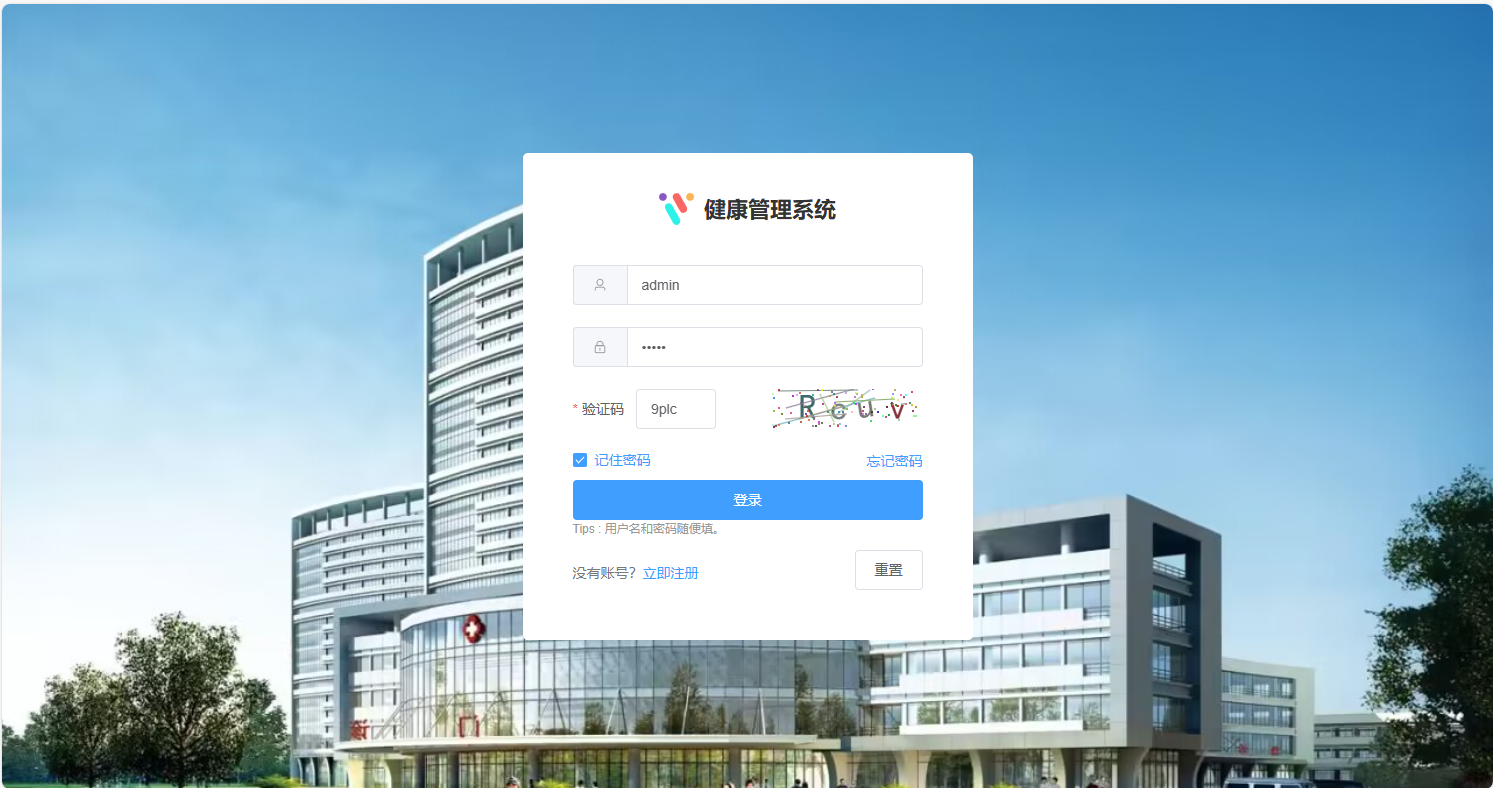 健康管理系统
admin
•••••
* 验证码 9plc Rcuv
记住密码 忘记密码
登录
Tips : 用户名和密码随便填。
没有账号? 立即注册 重置